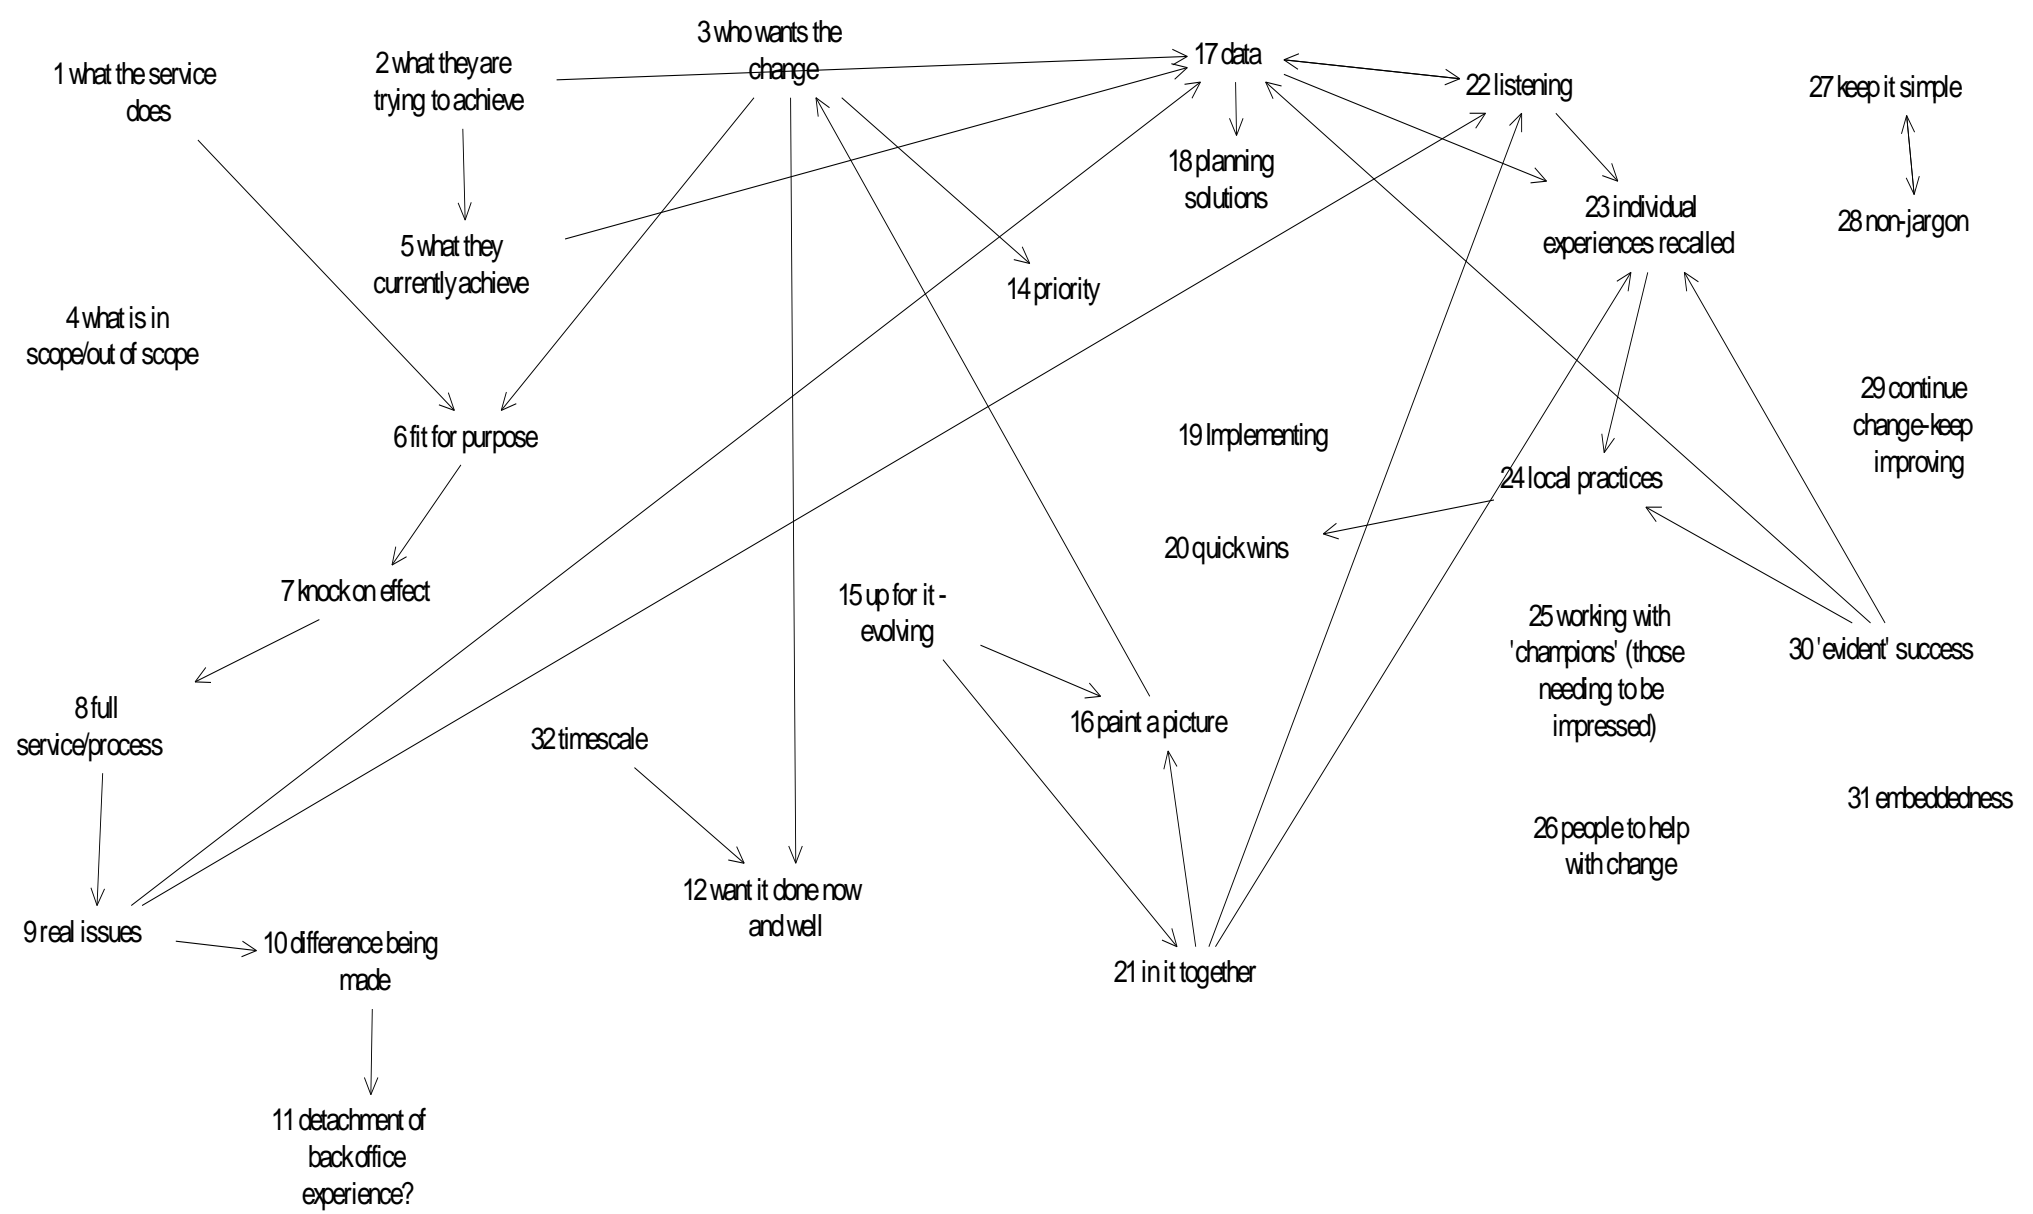 1 what the service
does
2 what they are
trying to achieve
3 who wants the
change
4 what is in
scope/out of scope
5 what they
currently achieve
6 fit for purpose
7 knock on effect
8 full
service/process
9 real issues
10 difference being
made
11 detachment of
back office
experience?
32 timescale
12 want it done now
and well
14 priority
15 up for it -
evolving
16 paint a picture
17 data
18 planning
solutions
19 Implementing
20 quick wins
21 in it together
22 listening
23 individual
experiences recalled
24 local practices
25 working with
'champions' (those
needing to be
impressed)
26 people to help
with change
27 keep it simple
28 non-jargon
29 continue
change-keep
improving
30 'evident' success
31 embeddedness